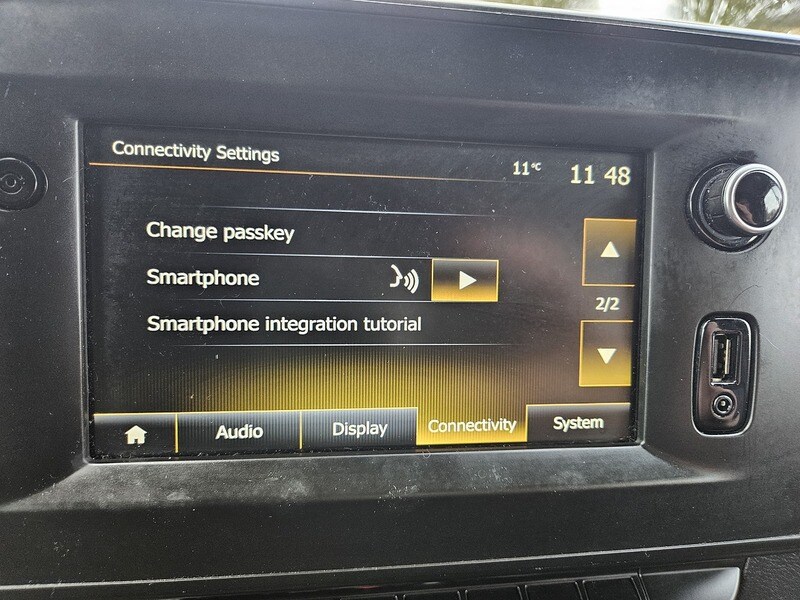 Connectivity Settings
11°C
11 48
Change passkey
Smartphone
2/2
Smartphone integration tutorial
Audio
Display
Connectivity
System